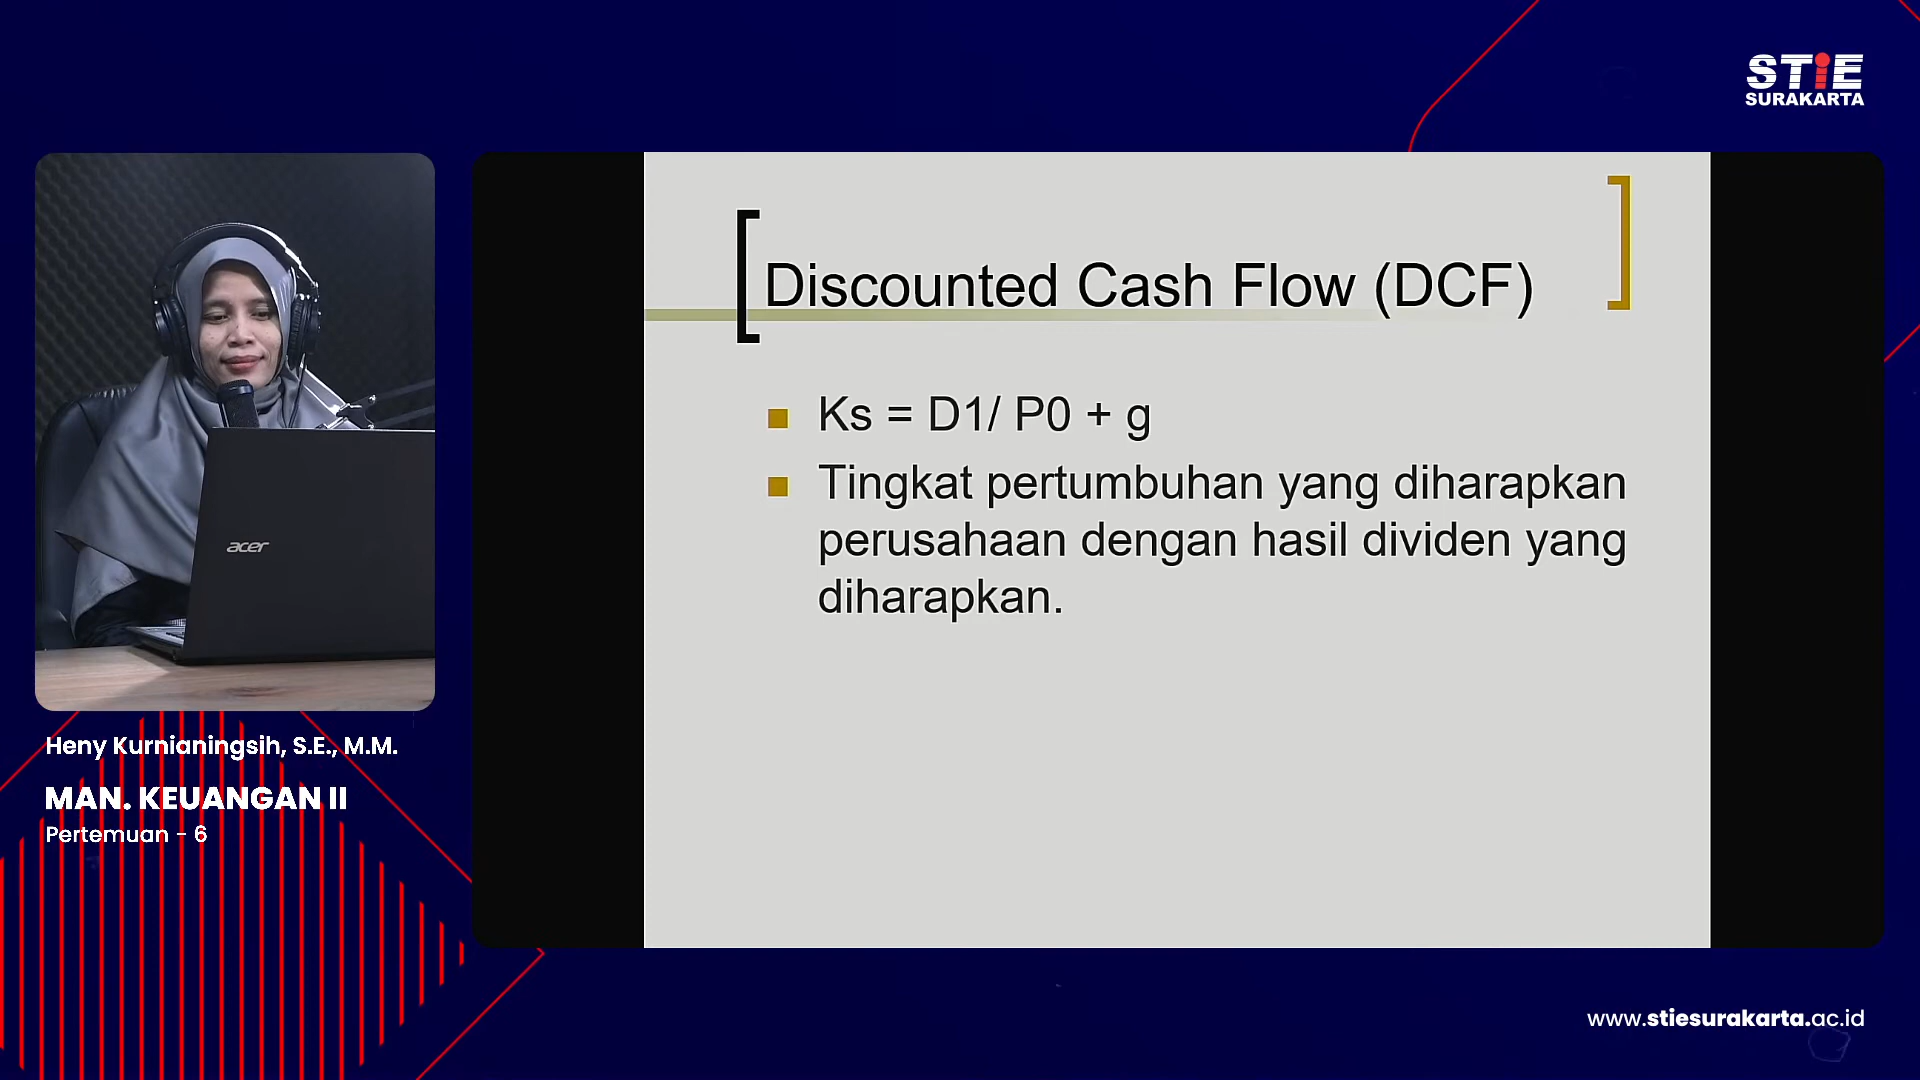 STiE
SURAKARTA
Discounted Cash Flow (DCF)
Ks = D1/ P0 + g
Tingkat pertumbuhan yang diharapkan
perusahaan dengan hasil dividen yang
diharapkan.
acer
Heny Kurnianingsih, S.E., M.M.
MAN. KEUANGAN II
Pertemuan - 6
www.stiesurakarta.ac.id